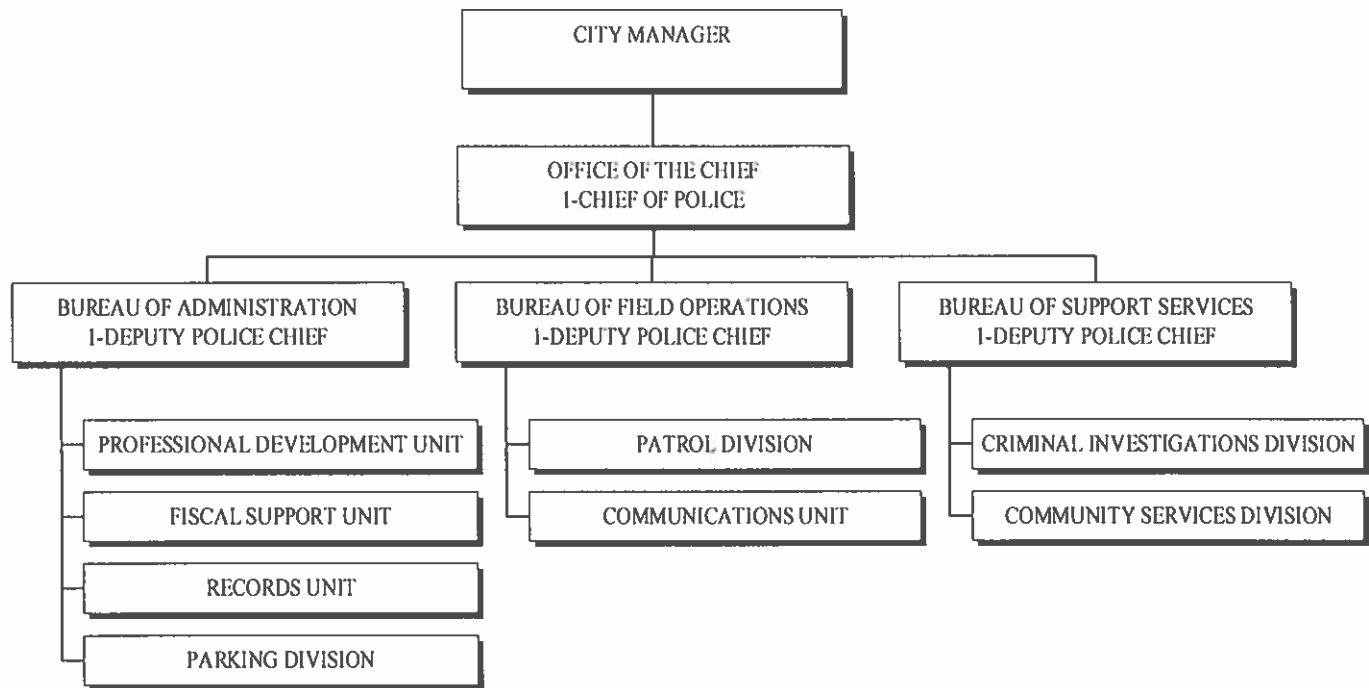 CITY MANAGER
OFFICE OF THE CHIEF
1-CHIEF OF POLICE
BUREAU OF ADMINISTRATION
1-DEPUTY POLICE CHIEF
PROFESSIONAL DEVELOPMENT UNIT
FISCAL SUPPORT UNIT
RECORDS UNIT
PARKING DIVISION
BUREAU OF FIELD OPERATIONS
1-DEPUTY POLICE CHIEF
PATROL DIVISION
COMMUNICATIONS UNIT
BUREAU OF SUPPORT SERVICES
1-DEPUTY POLICE CHIEF
CRIMINAL INVESTIGATIONS DIVISION
COMMUNITY SERVICES DIVISION